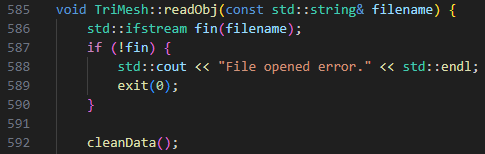 585 void TriMesh::readObj(const std::string& filename) {
586     std::ifstream fin(filename);
587     if (!fin) {
588         std::cout << "File opened error." << std::endl;
589         exit(0);
590     }
591
592     cleanData();